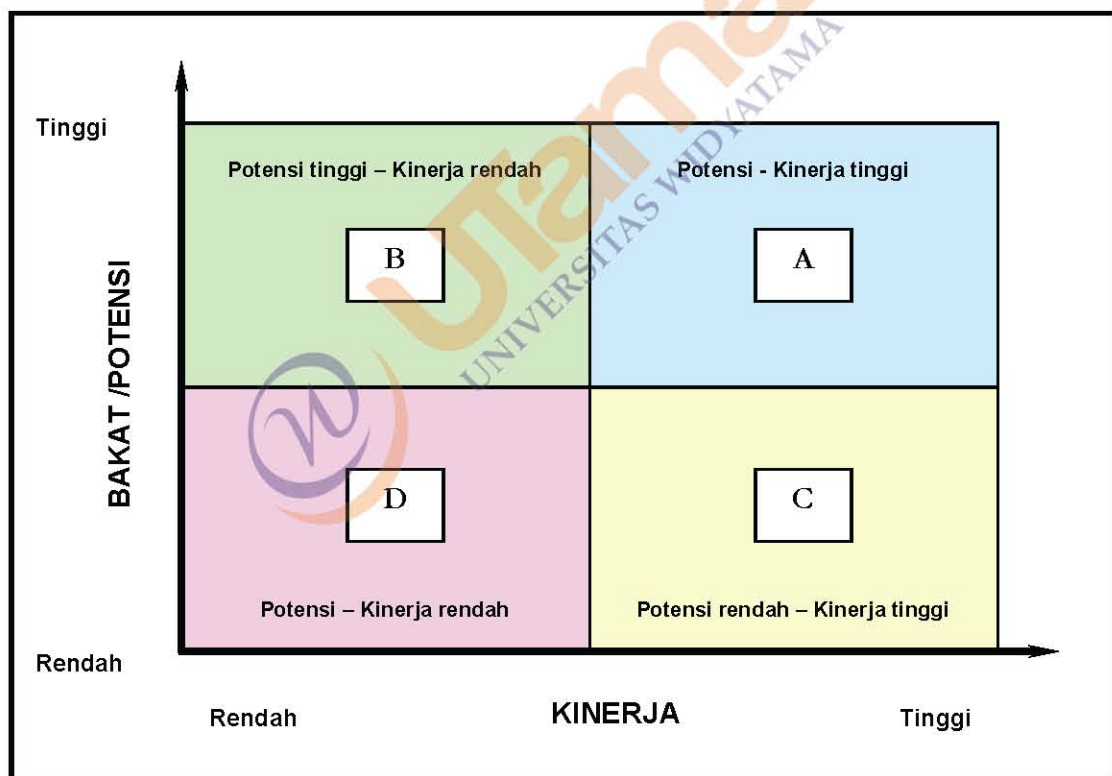 Utama
UNIVERSITAS WIDYATAMA
Tinggi
Potensi tinggi – Kinerja rendah
Potensi - Kinerja tinggi
B
A
BAKAT /POTENSI
D
C
Potensi – Kinerja rendah
Potensi rendah – Kinerja tinggi
Rendah
Rendah
KINERJA
Tinggi